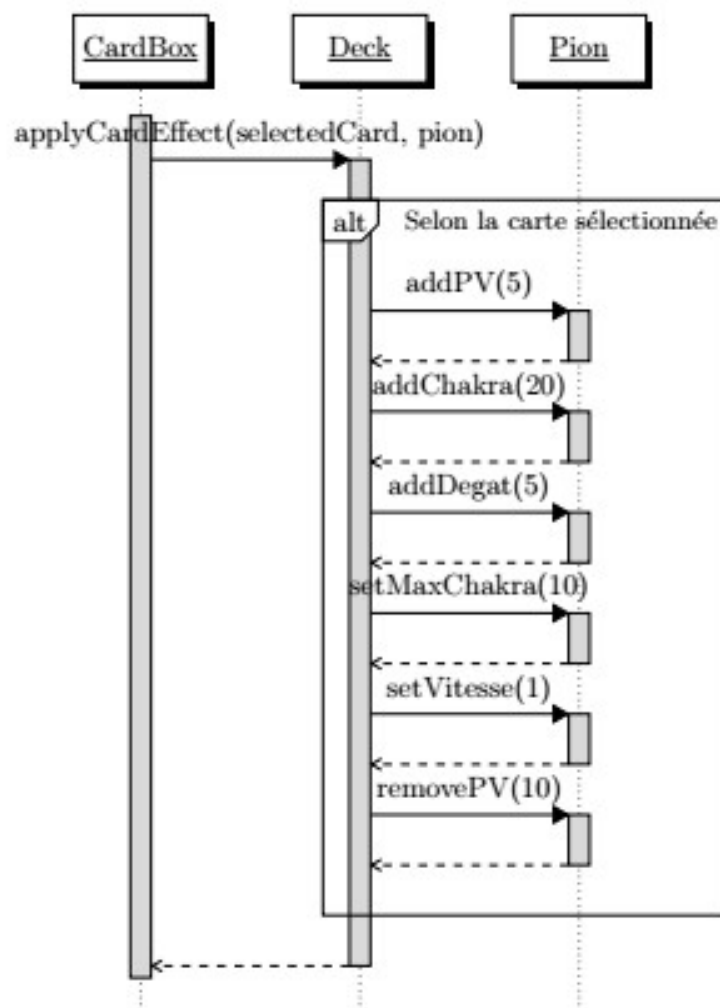 CardBox
Deck
Pion
applyCardEffect(selectedCard, pion)
alt
Selon la carte sélectionnée
addPV(5)
addChakra(20)
addDegat(5)
setMaxChakra(10)
setVitesse(1)
removePV(10)